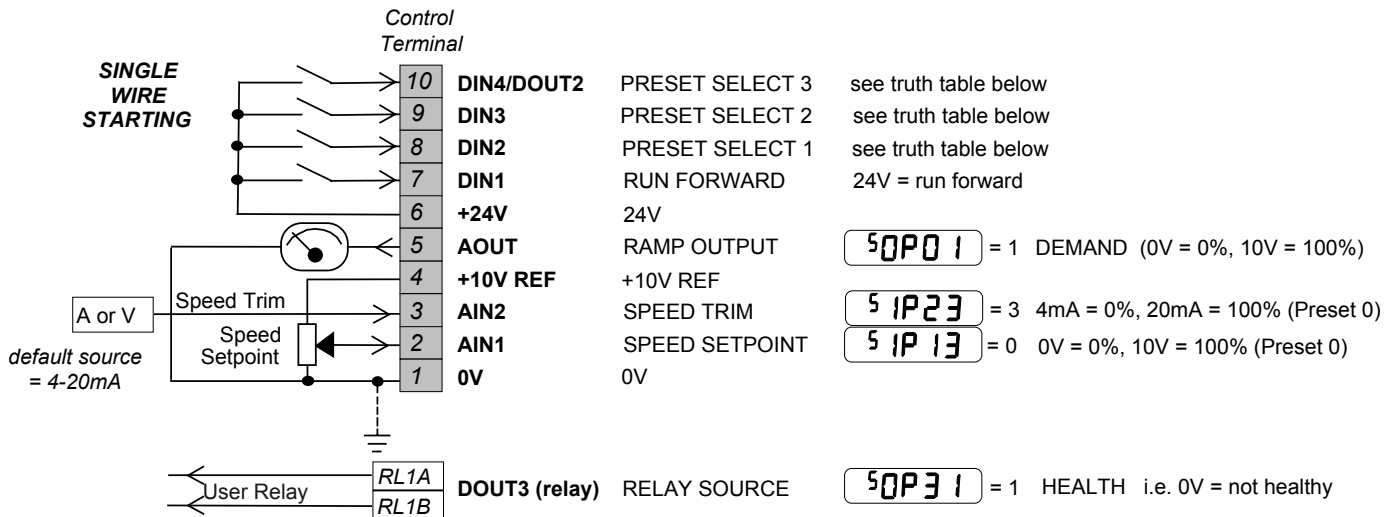 Control
Terminal
SINGLE
WIRE
STARTING
10 DIN4/DOUT2 PRESET SELECT 3 see truth table below
9 DIN3 PRESET SELECT 2 see truth table below
8 DIN2 PRESET SELECT 1 see truth table below
7 DIN1 RUN FORWARD 24V = run forward
6 +24V 24V
5 AOUT RAMP OUTPUT SOP01 = 1 DEMAND (0V = 0%, 10V = 100%)
4 +10V REF +10V REF
A or V Speed Trim 3 AIN2 SPEED TRIM SIP23 = 3 4mA = 0%, 20mA = 100% (Preset 0)
default source
= 4-20mA
Speed
Setpoint
2 AIN1 SPEED SETPOINT SIP13 = 0 0V = 0%, 10V = 100% (Preset 0)
1 0V 0V
User Relay
RL1A
RL1B
DOUT3 (relay) RELAY SOURCE SOP31 = 1 HEALTH i.e. 0V = not healthy